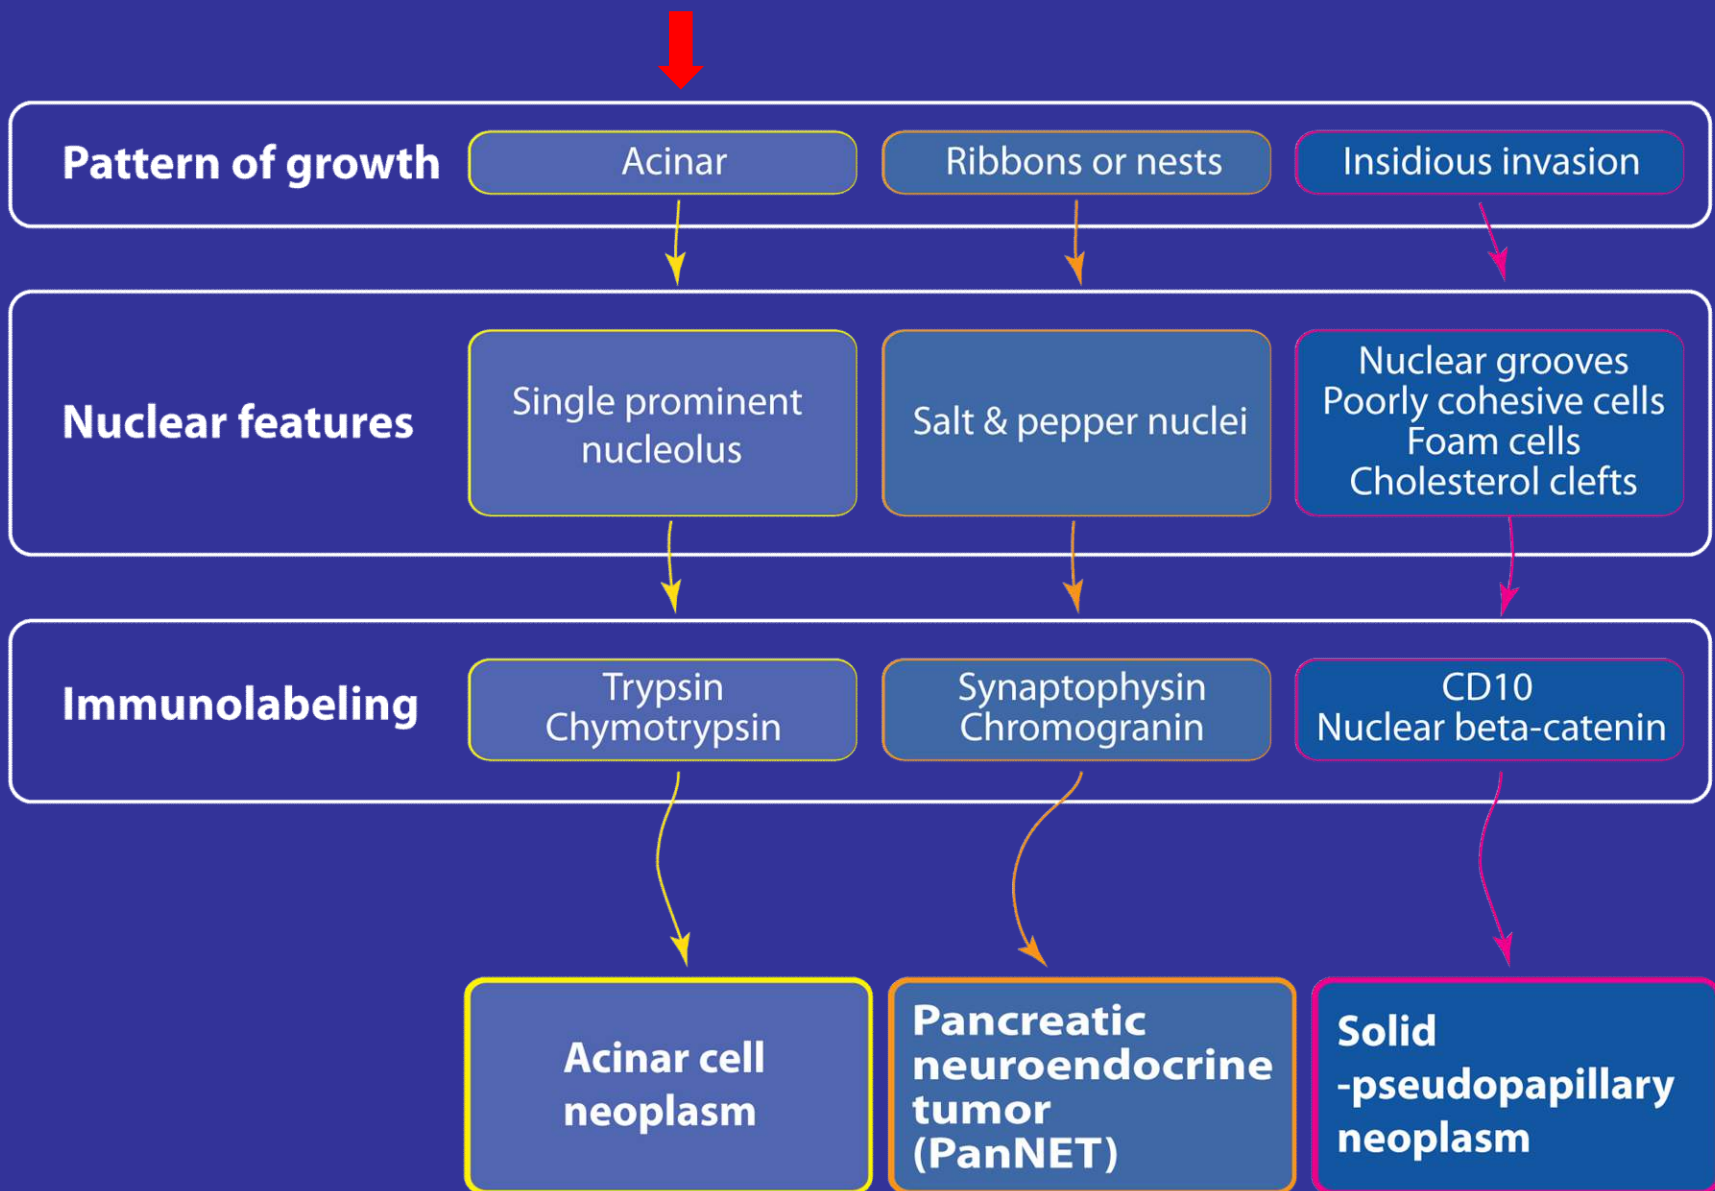 Pattern of growth
Acinar
Ribbons or nests
Insidious invasion
Nuclear features
Single prominent
nucleolus
Salt & pepper nuclei
Nuclear grooves
Poorly cohesive cells
Foam cells
Cholesterol clefts
Immunolabeling
Trypsin
Chymotrypsin
Synaptophysin
Chromogranin
CD10
Nuclear beta-catenin
Acinar cell
neoplasm
Pancreatic
neuroendocrine
tumor
(PanNET)
Solid
-pseudopapillary
neoplasm